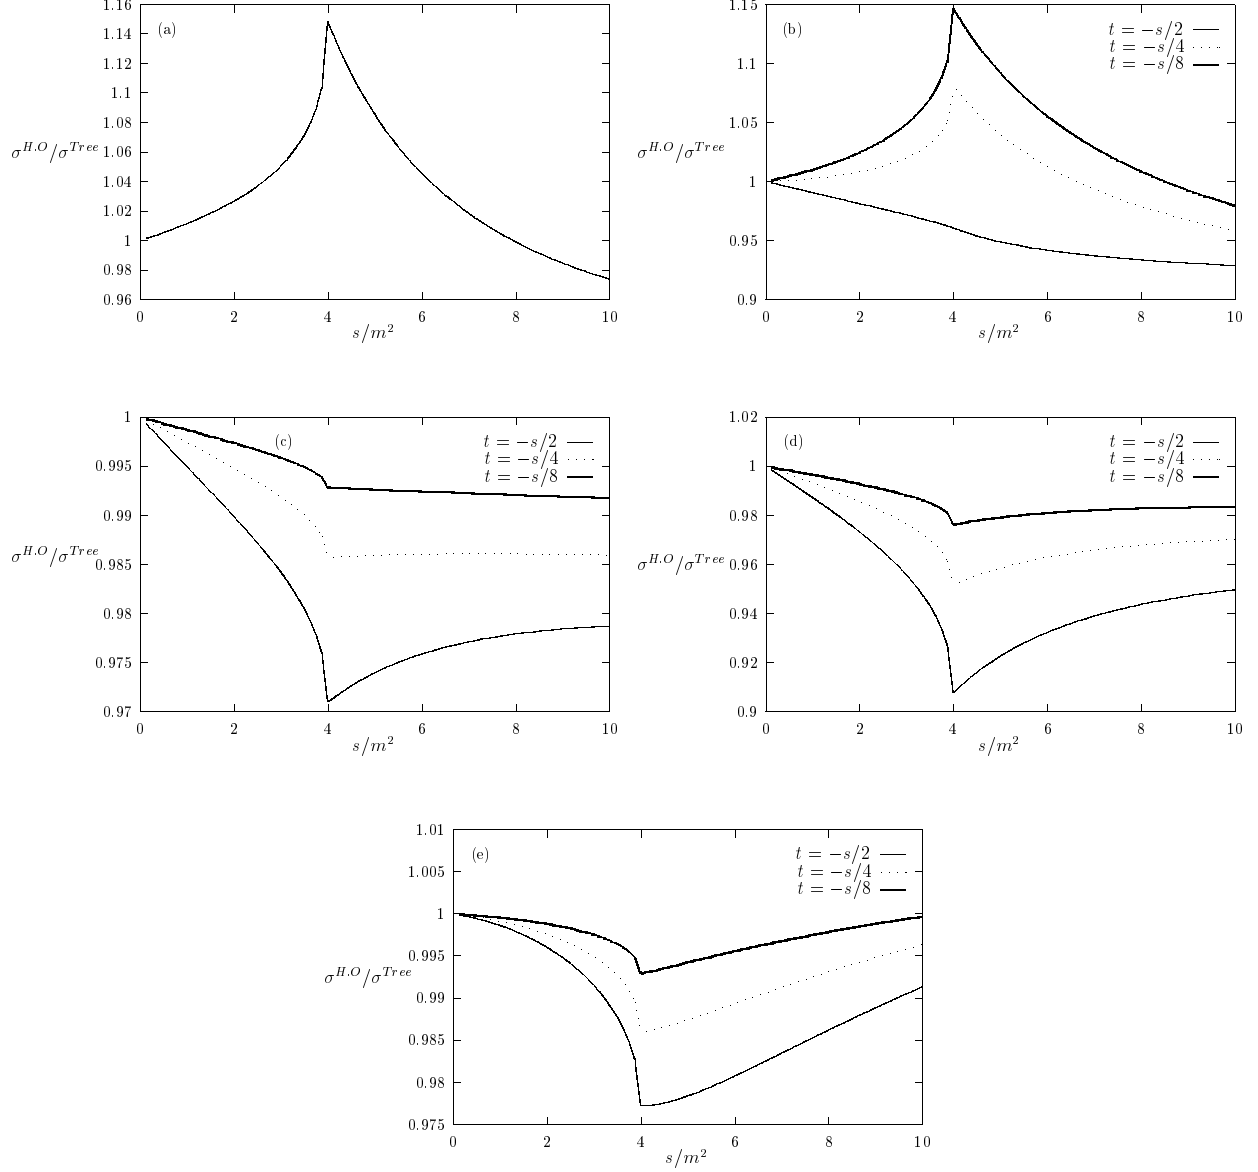 1.16
(a)
1.14
1.12
1.1
1.08
1.06
σ^{H.O}/σ^{Tree}
1.04
1.02
1
0.98
0.96
0 2 4 6 8 10
s/m²
1.15
(b)
t = −s/2
t = −s/4
t = −s/8
1.1
1.05
σ^{H.O}/σ^{Tree}
1
0.95
0.9
0 2 4 6 8 10
s/m²
1
(c)
t = −s/2
t = −s/4
t = −s/8
0.995
0.99
σ^{H.O}/σ^{Tree}
0.985
0.98
0.975
0.97
0 2 4 6 8 10
s/m²
1.02
(d)
t = −s/2
t = −s/4
t = −s/8
1
0.98
σ^{H.O}/σ^{Tree}
0.96
0.94
0.92
0.9
0 2 4 6 8 10
s/m²
1.01
(e)
t = −s/2
t = −s/4
t = −s/8
1.005
1
0.995
σ^{H.O}/σ^{Tree}
0.99
0.985
0.98
0.975
0 2 4 6 8 10
s/m²